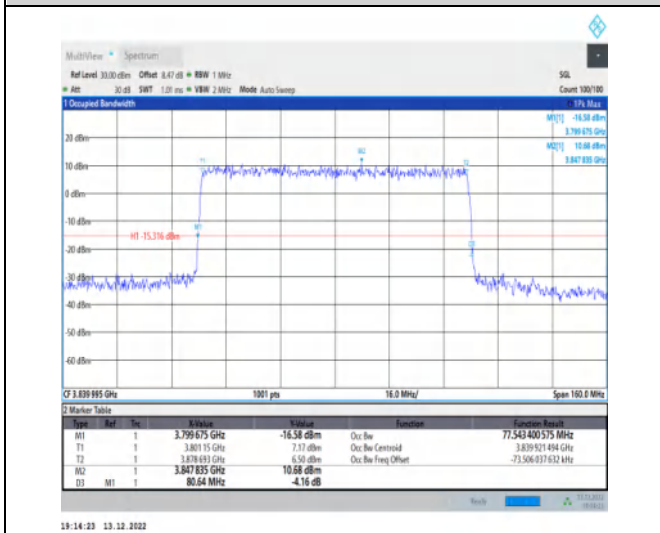 MultiView Spectrum
Ref Level 30.00 dBm Offset 8.47 dB RBW 1 MHz SGL
Att 30 dB SWT 1.01 ms VBW 2 MHz Mode Auto Sweep Count 100/100
1 Occupied Bandwidth 1Pk Max
M1[1] -16.58 dBm
3.799 675 GHz
M2[1] 10.68 dBm
3.847 835 GHz
20 dBm
M2
T1 T2
10 dBm
0 dBm
-10 dBm
M1
H1 -15.316 dBm
D3
-20 dBm
-30 dBm
-40 dBm
-50 dBm
-60 dBm
CF 3.839 995 GHz 1001 pts 16.0 MHz/ Span 160.0 MHz
2 Marker Table
Type Ref Trc X-Value Y-Value Function Function Result
M1 1 3.799 675 GHz -16.58 dBm Occ Bw 77.543 400 575 MHz
T1 1 3.801 15 GHz 7.17 dBm Occ Bw Centroid 3.839 921 494 GHz
T2 1 3.878 693 GHz 6.50 dBm Occ Bw Freq Offset -73.506 037 632 kHz
M2 1 3.847 835 GHz 10.68 dBm
D3 M1 1 80.64 MHz -4.16 dB
Ready
19:14:23 13.12.2022